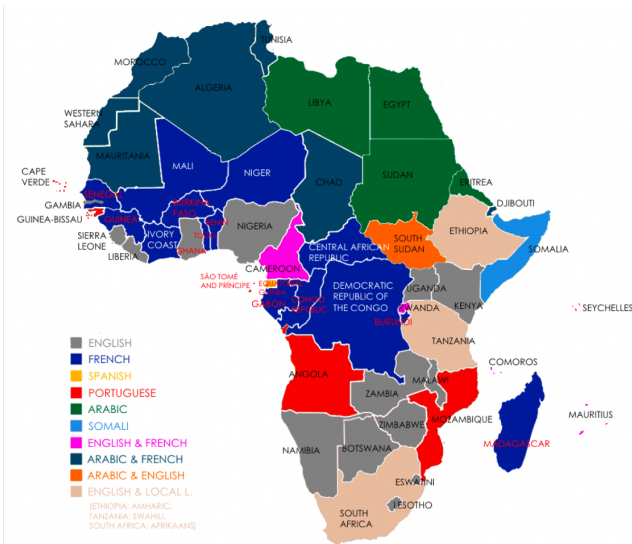 TUNISIA
MOROCCO
ALGERIA
LIBYA
EGYPT
WESTERN
SAHARA
MAURITANIA
MALI
NIGER
CHAD
SUDAN
ERITREA
CAPE
VERDE
SENEGAL
GAMBIA
GUINEA-BISSAU
GUINEA
BURKINA
FASO
BENIN
TOGO
GHANA
NIGERIA
DJIBOUTI
ETHIOPIA
SOMALIA
SOUTH
SUDAN
SIERRA
LEONE
LIBERIA
IVORY
COAST
CENTRAL AFRICAN
REPUBLIC
CAMEROON
SÃO TOMÉ
AND PRÍNCIPE
GUINEA
GABON
CONGO
REPUBLIC
DEMOCRATIC
REPUBLIC OF
THE CONGO
UGANDA
KENYA
RWANDA
BURUNDI
TANZANIA
SEYCHELLES
COMOROS
MAURITIUS
ANGOLA
ZAMBIA
MALAWI
MOZAMBIQUE
MADAGASCAR
ZIMBABWE
NAMIBIA
BOTSWANA
ESWATINI
LESOTHO
SOUTH
AFRICA
ENGLISH
FRENCH
SPANISH
PORTUGUESE
ARABIC
SOMALI
ENGLISH & FRENCH
ARABIC & FRENCH
ARABIC & ENGLISH
ENGLISH & LOCAL L.
(ETHIOPIA: AMHARIC,
TANZANIA: SWAHILI,
SOUTH AFRICA: AFRIKAANS)